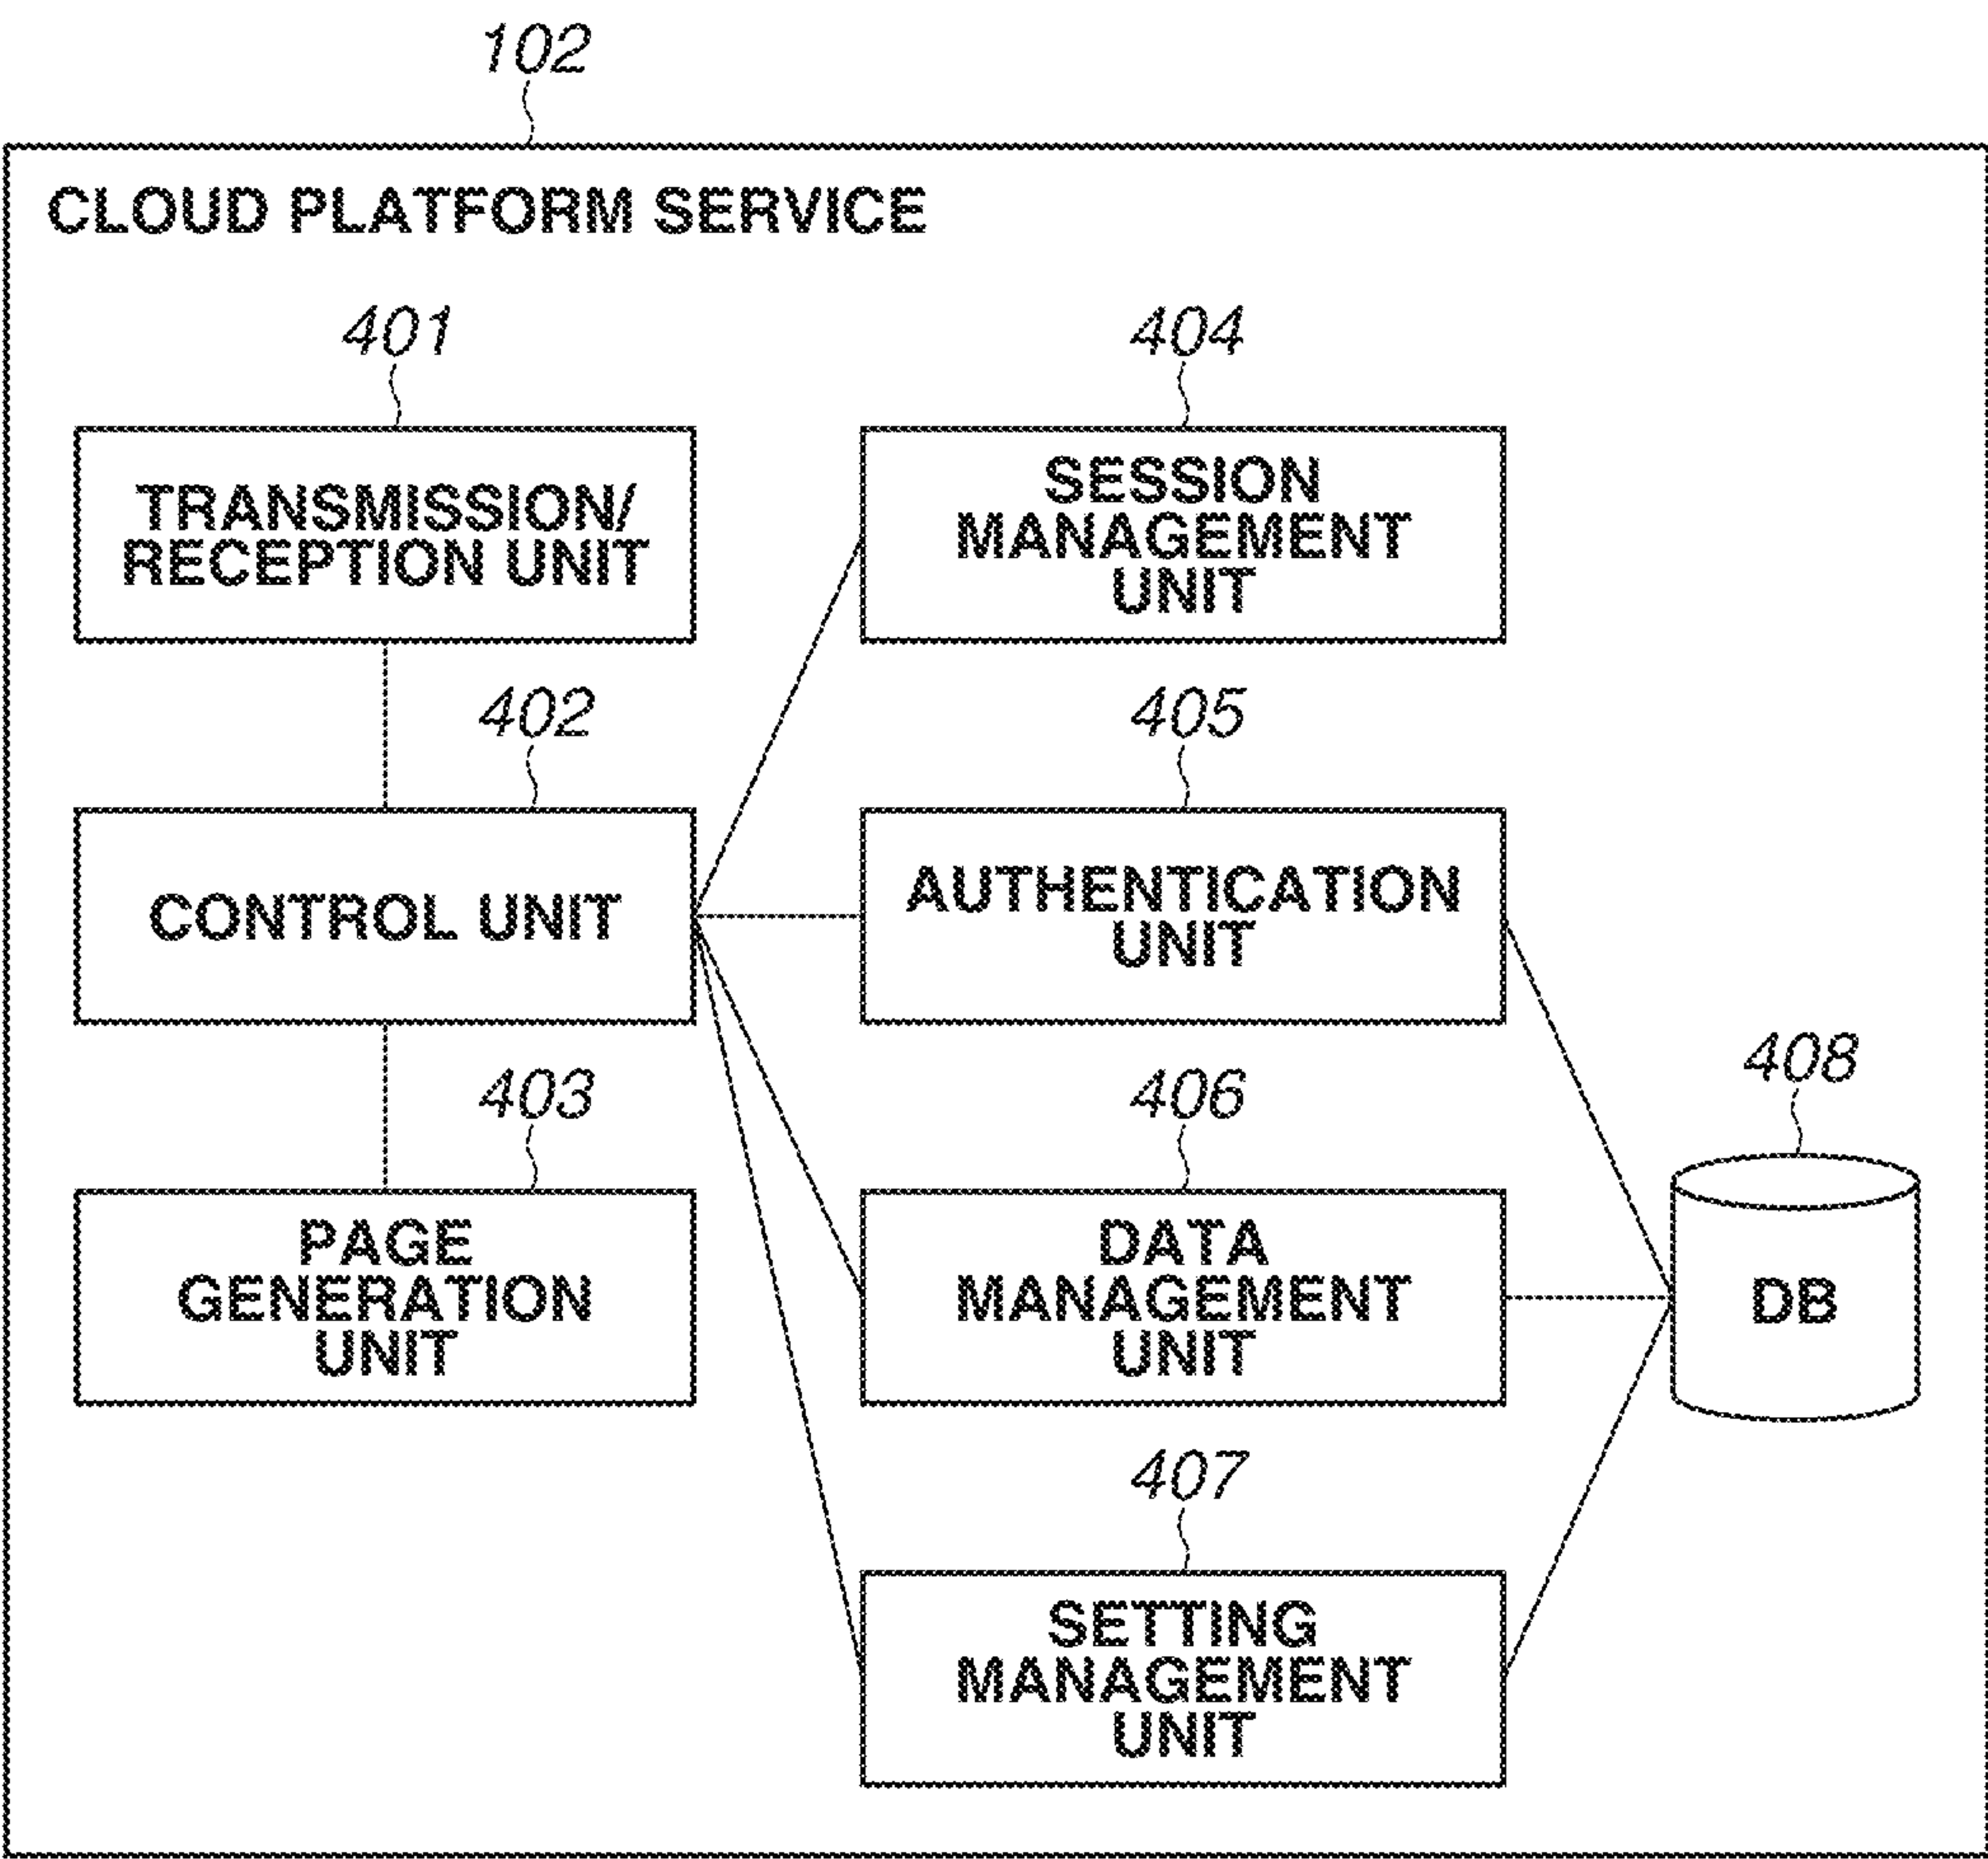 102
CLOUD PLATFORM SERVICE
401
TRANSMISSION/
RECEPTION UNIT
404
SESSION
MANAGEMENT
UNIT
402
CONTROL UNIT
405
AUTHENTICATION
UNIT
403
PAGE
GENERATION
UNIT
406
DATA
MANAGEMENT
UNIT
408
DB
407
SETTING
MANAGEMENT
UNIT